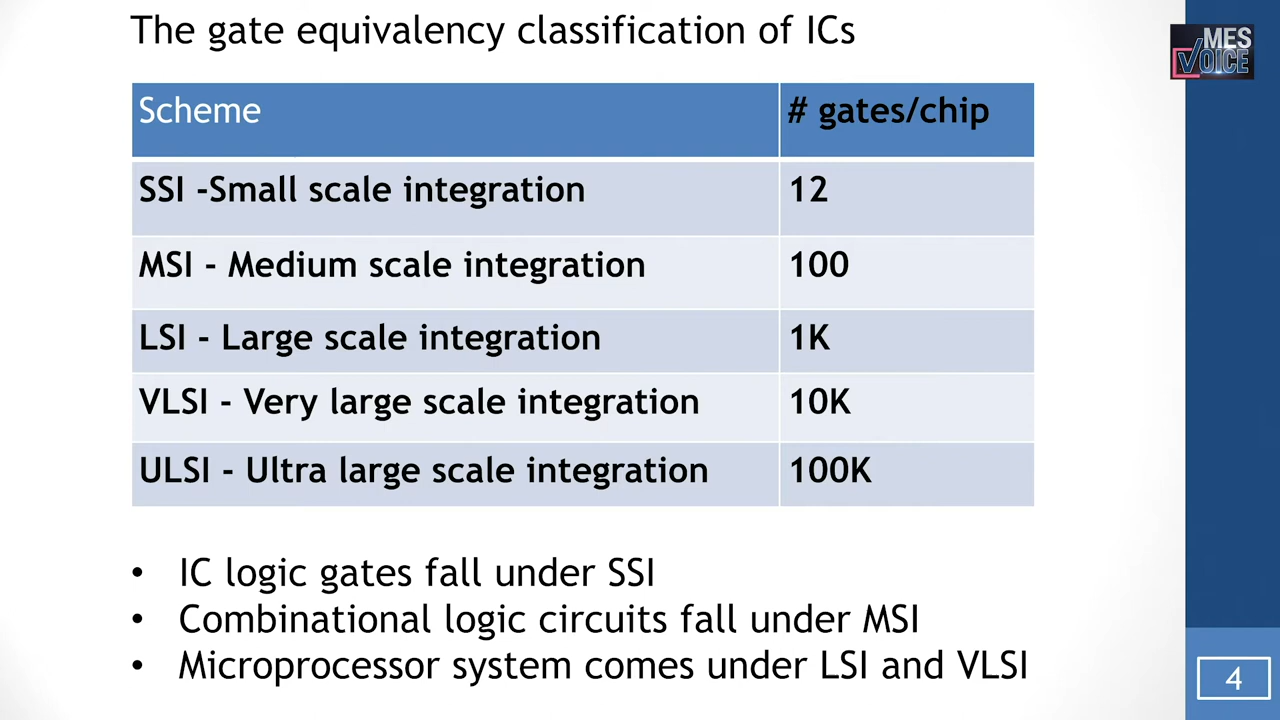 The gate equivalency classification of ICs
MES
VOICE
Scheme # gates/chip
SSI -Small scale integration 12
MSI - Medium scale integration 100
LSI - Large scale integration 1K
VLSI - Very large scale integration 10K
ULSI - Ultra large scale integration 100K
• IC logic gates fall under SSI
• Combinational logic circuits fall under MSI
• Microprocessor system comes under LSI and VLSI
4